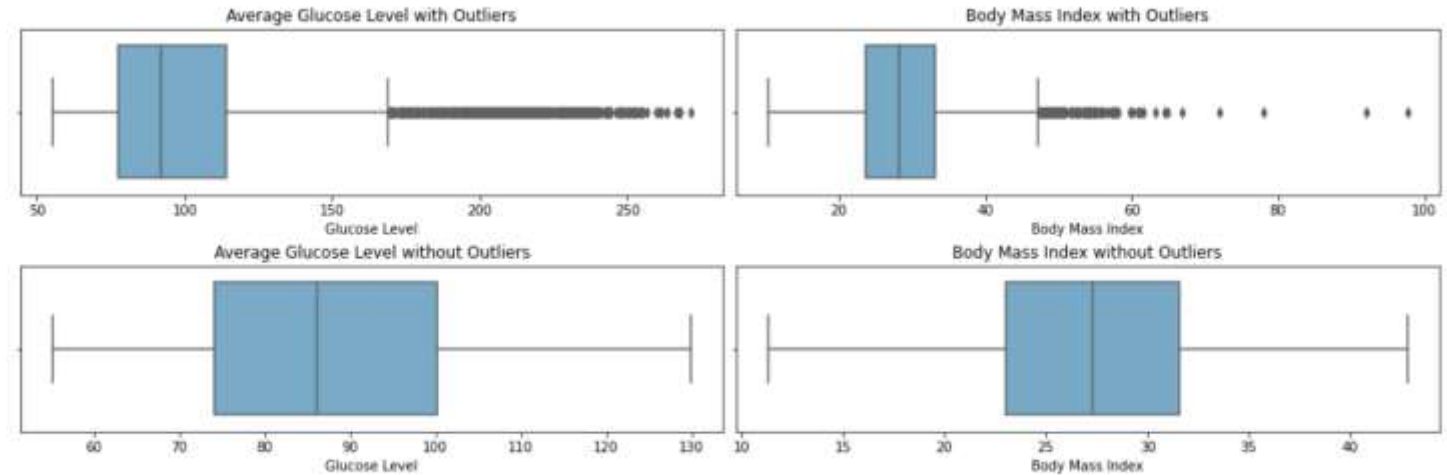 Average Glucose Level with Outliers
50 100 150 200 250
Glucose Level
Body Mass Index with Outliers
20 40 60 80 100
Body Mass Index
Average Glucose Level without Outliers
60 70 80 90 100 110 120 130
Glucose Level
Body Mass Index without Outliers
10 15 20 25 30 35 40
Body Mass Index